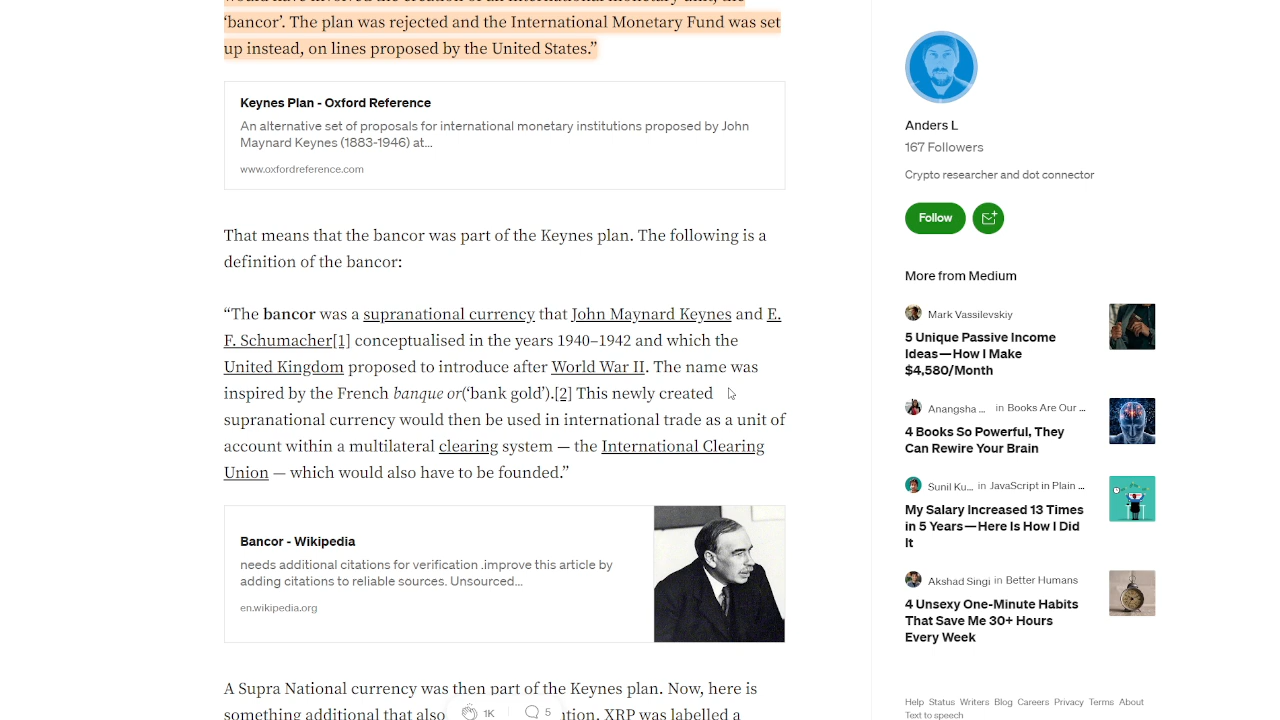 ‘bancor’. The plan was rejected and the International Monetary Fund was set
up instead, on lines proposed by the United States.”
Keynes Plan - Oxford Reference
An alternative set of proposals for international monetary institutions proposed by John
Maynard Keynes (1883-1946) at...
www.oxfordreference.com
That means that the bancor was part of the Keynes plan. The following is a
definition of the bancor:
“The bancor was a supranational currency that John Maynard Keynes and E.
F. Schumacher[1] conceptualised in the years 1940–1942 and which the
United Kingdom proposed to introduce after World War II. The name was
inspired by the French banque or(‘bank gold’).[2] This newly created
supranational currency would then be used in international trade as a unit of
account within a multilateral clearing system — the International Clearing
Union — which would also have to be founded.”
Bancor - Wikipedia
needs additional citations for verification .improve this article by
adding citations to reliable sources. Unsourced...
en.wikipedia.org
A Supra National currency was then part of the Keynes plan. Now, here is
something additional that also
XRP was labelled a
1K
5
Anders L
167 Followers
Crypto researcher and dot connector
Follow
More from Medium
Mark Vassilevskiy
5 Unique Passive Income
Ideas — How I Make
$4,580/Month
Anangsha ... in Books Are Our ...
4 Books So Powerful, They
Can Rewire Your Brain
Sunil Ku... in JavaScript in Plain ...
My Salary Increased 13 Times
in 5 Years — Here Is How I Did
It
Akshad Singi in Better Humans
4 Unsexy One-Minute Habits
That Save Me 30+ Hours
Every Week
Help Status Writers Blog Careers Privacy Terms About
Text to speech